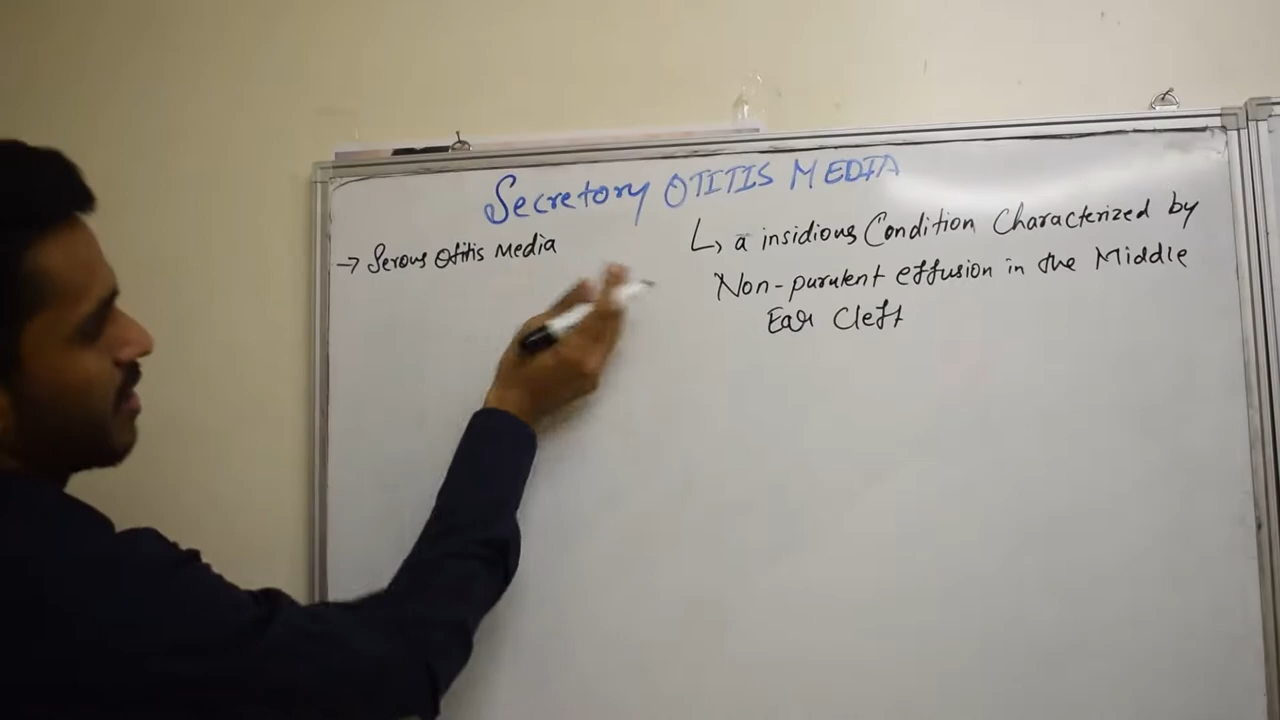 Secretory OTITIS MEDIA
→ Serous Otitis Media
↳ a insidious Condition Characterized by
Non-purulent effusion in the Middle
Ear Cleft